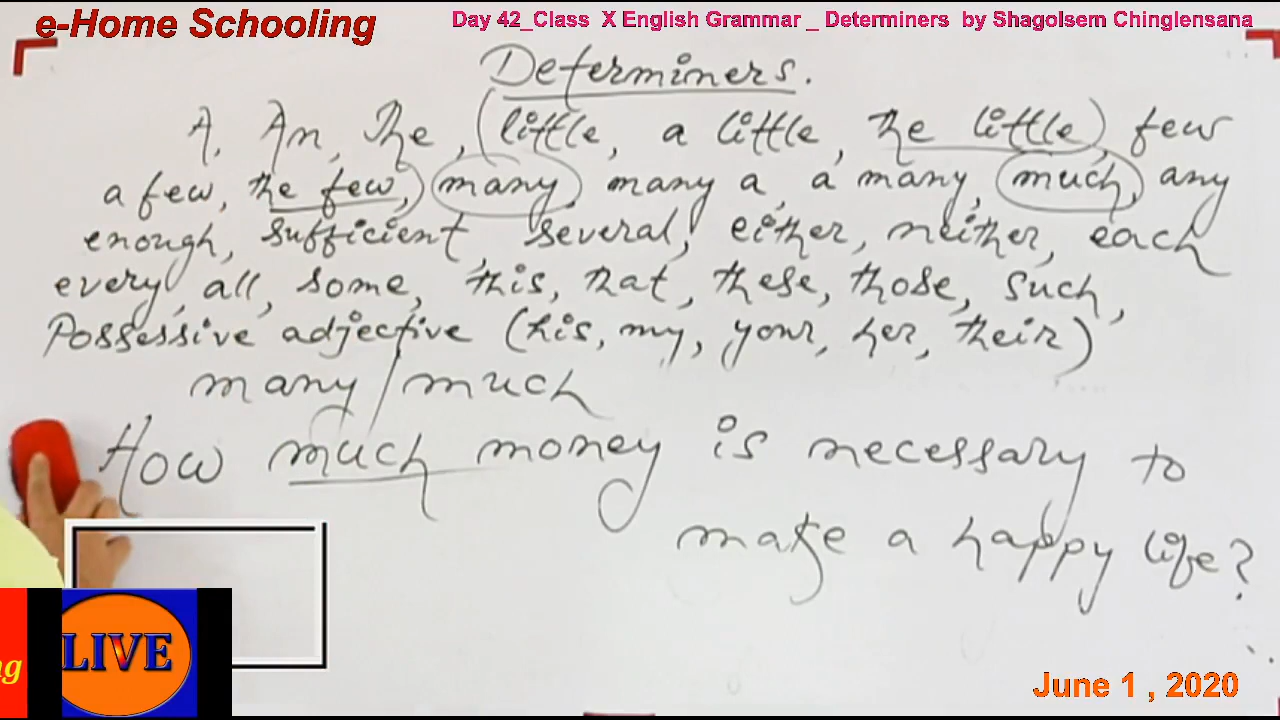 e-Home Schooling
Day 42_Class X English Grammar _ Determiners by Shagolsem Chinglensana
Determiners.
A, An, The, (little, a little, the little), few
a few, the few,) many, many a, a many, much, any
enough, sufficient, several, either, neither, each
every, all, some, this, that, these, those, such,
Possessive adjective (his, my, your, her, their)
many / much
How much money is necessary to
make a happy life?
ng
LIVE
June 1 , 2020